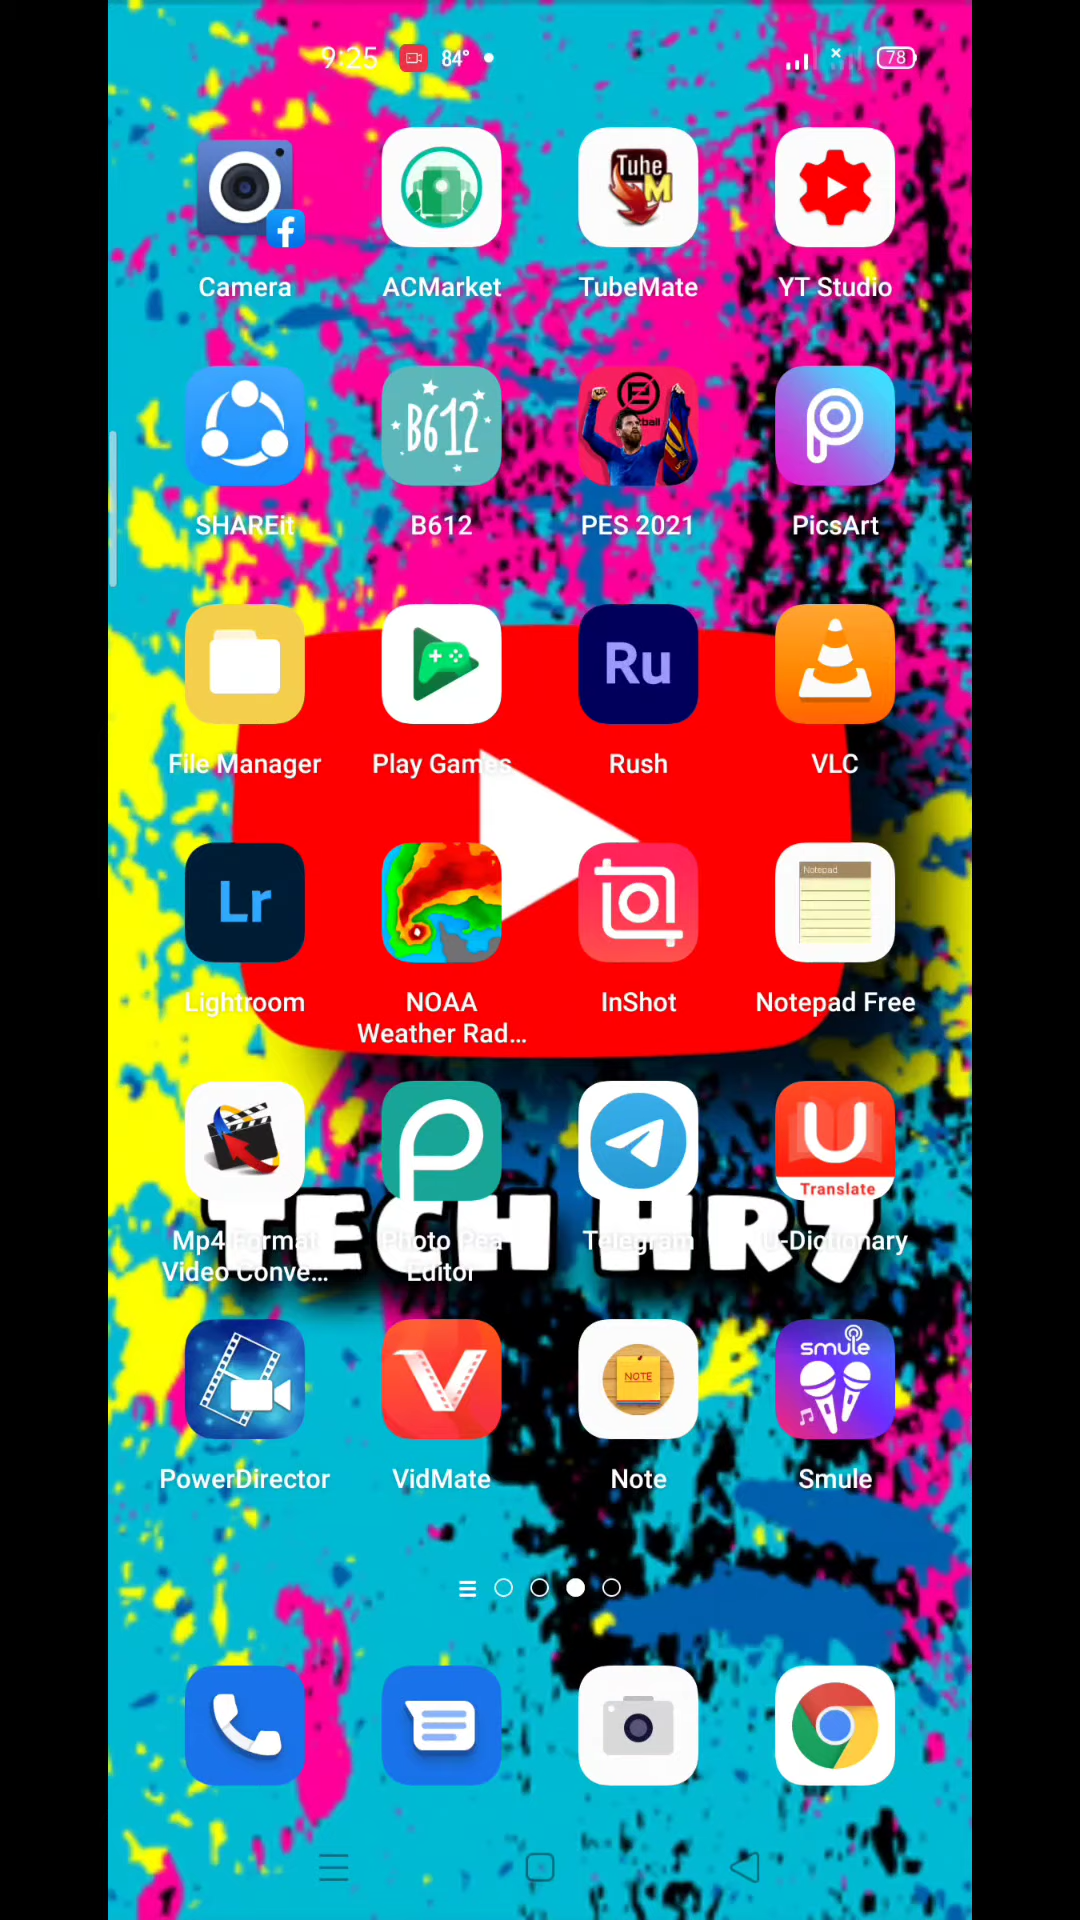 9:25 84° 78
Tube
M
Camera ACMarket TubeMate YT Studio
B612
SHAREit B612 PES 2021 PicsArt
Ru
File Manager Play Games Rush VLC
Lr Notepad
Lightroom NOAA InShot Notepad Free
Weather Rad...
U
Translate
TECH HR7
Mp4 Format Photo Pea Telegram U-Dictionary
Video Conve... Editor
NOTE smule
PowerDirector VidMate Note Smule